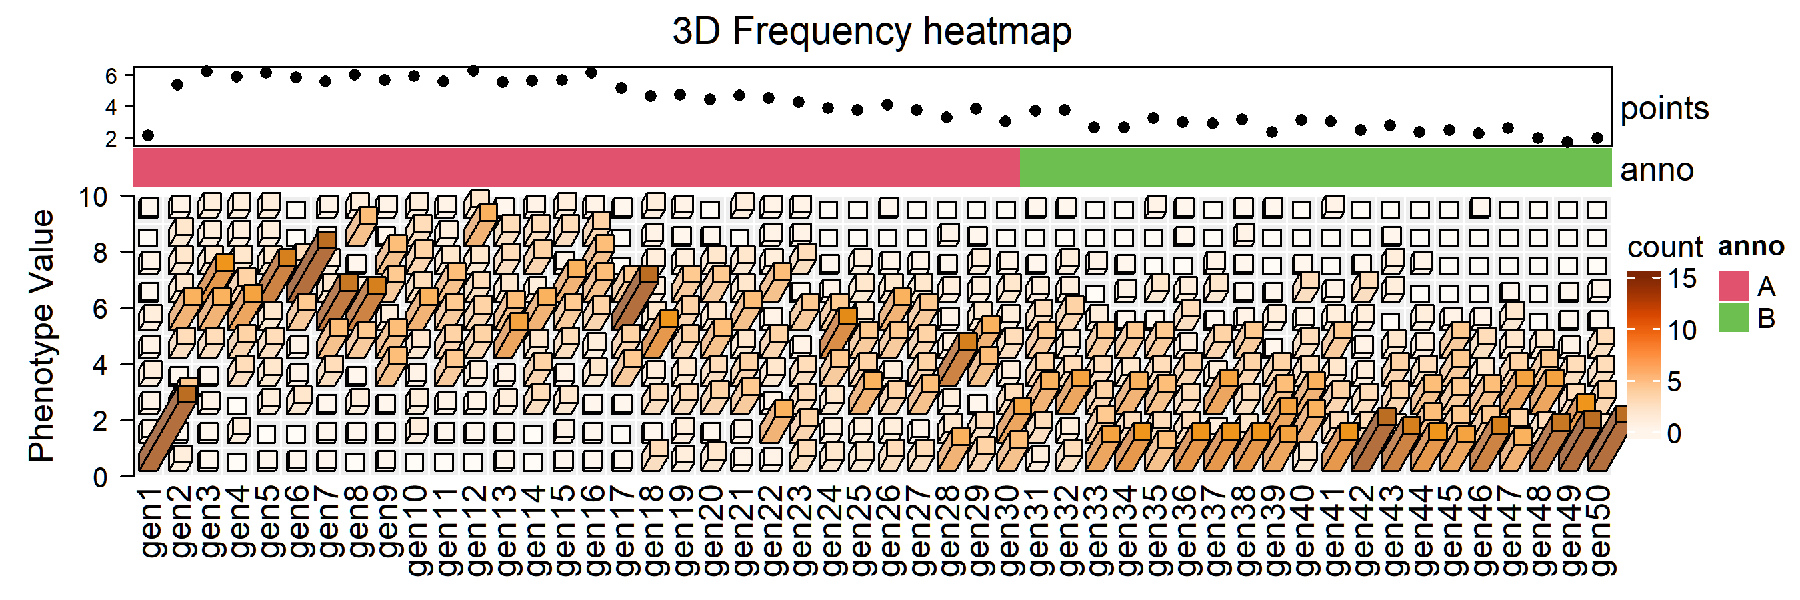 3D Frequency heatmap
6
4
2
points
anno
10
8
6
4
2
0
Phenotype Value
count
15
10
5
0
anno
A
B
gen1
gen2
gen3
gen4
gen5
gen6
gen7
gen8
gen9
gen10
gen11
gen12
gen13
gen14
gen15
gen16
gen17
gen18
gen19
gen20
gen21
gen22
gen23
gen24
gen25
gen26
gen27
gen28
gen29
gen30
gen31
gen32
gen33
gen34
gen35
gen36
gen37
gen38
gen39
gen40
gen41
gen42
gen43
gen44
gen45
gen46
gen47
gen48
gen49
gen50